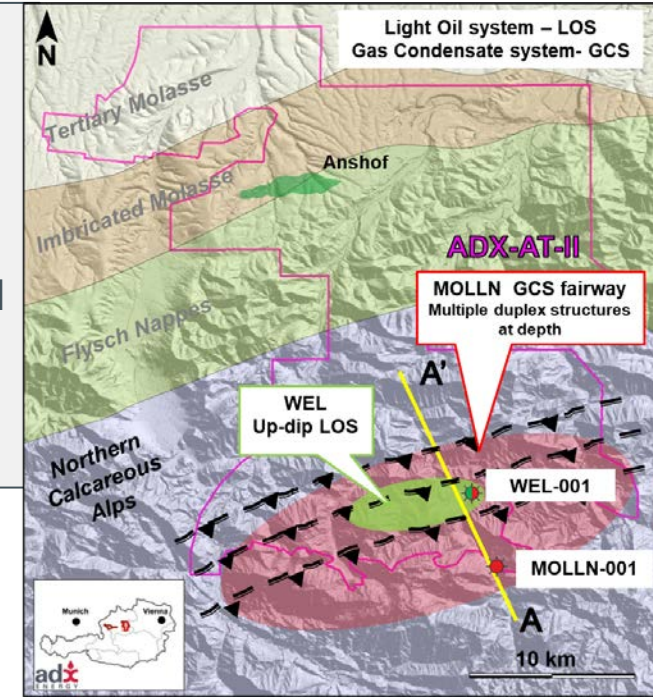 Light Oil system – LOS
Gas Condensate system- GCS
N
Tertiary Molasse
Anshof
Imbricated Molasse
ADX-AT-II
MOLLN GCS fairway
Multiple duplex structures
at depth
Flysch Nappes
A'
WEL
Up-dip LOS
Northern
Calcareous
Alps
WEL-001
MOLLN-001
Munich
Vienna
A
10 km
adx
ENERGY